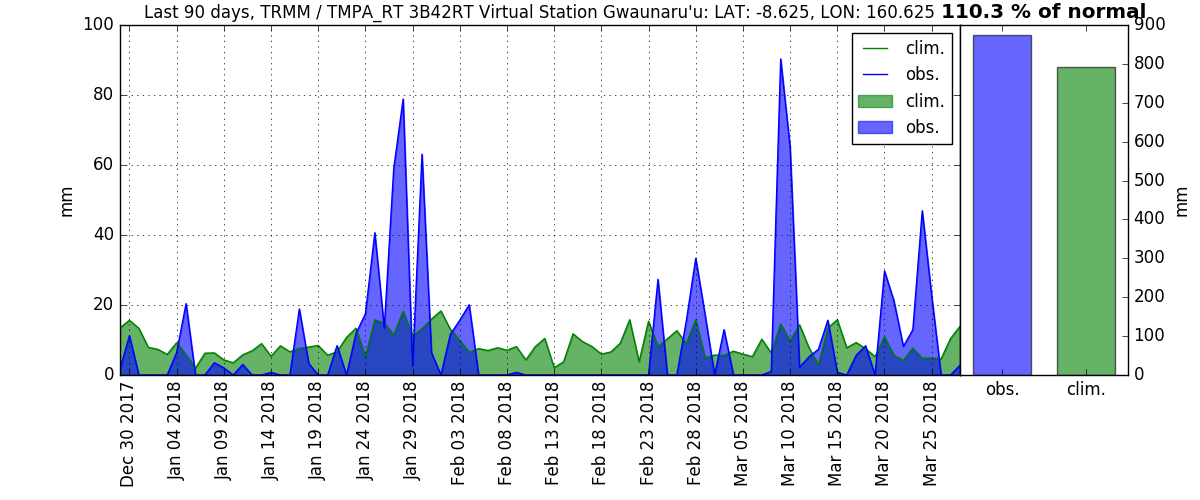 Last 90 days, TRMM / TMPA_RT 3B42RT Virtual Station Gwaunaru'u: LAT: -8.625, LON: 160.625 110.3 % of normal
100
80
60
40
20
0
mm
clim.
obs.
clim.
obs.
900
800
700
600
500
400
300
200
100
0
mm
Dec 30 2017
Jan 04 2018
Jan 09 2018
Jan 14 2018
Jan 19 2018
Jan 24 2018
Jan 29 2018
Feb 03 2018
Feb 08 2018
Feb 13 2018
Feb 18 2018
Feb 23 2018
Feb 28 2018
Mar 05 2018
Mar 10 2018
Mar 15 2018
Mar 20 2018
Mar 25 2018
obs.
clim.